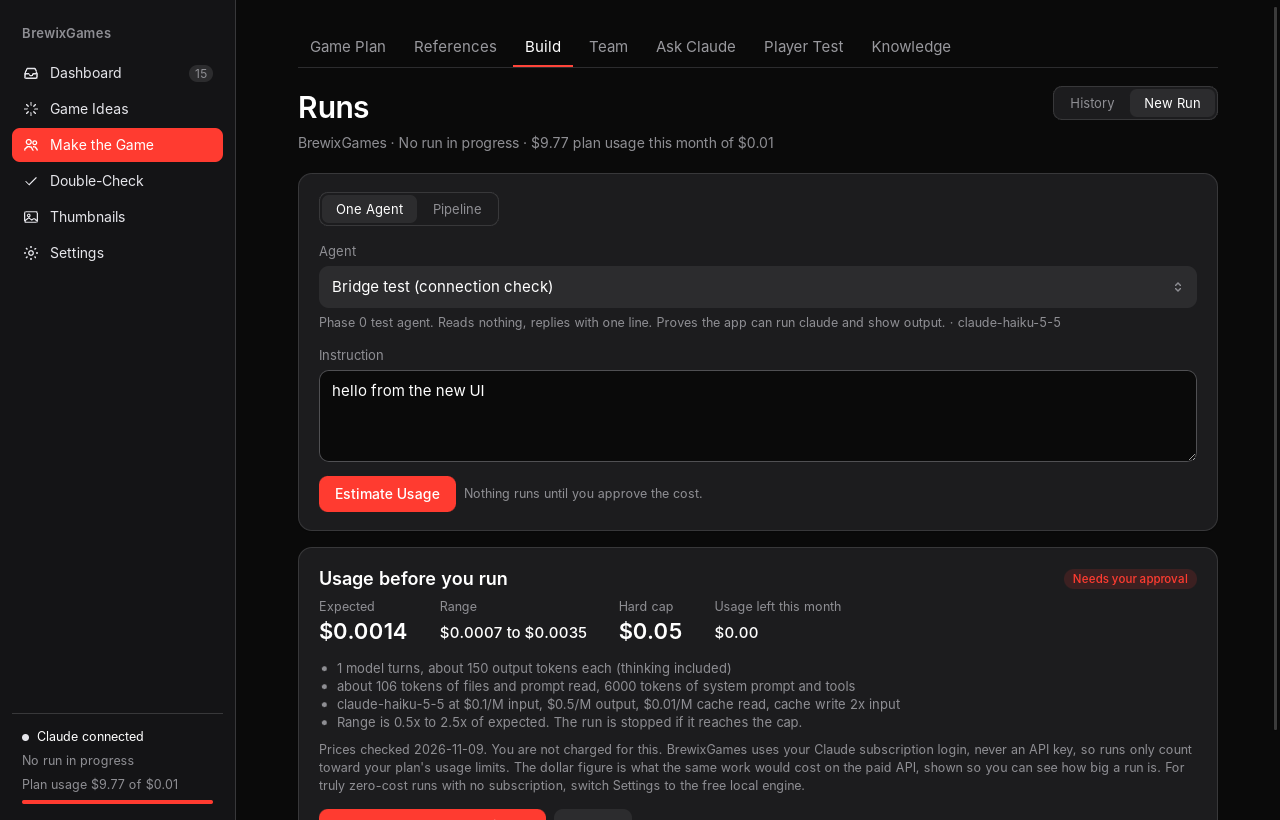 BrewixGames
Dashboard 15
Game Ideas
Make the Game
Double-Check
Thumbnails
Settings
Claude connected
No run in progress
Plan usage $9.77 of $0.01
Game Plan References Build Team Ask Claude Player Test Knowledge
Runs
History New Run
BrewixGames · No run in progress · $9.77 plan usage this month of $0.01
One Agent Pipeline
Agent
Bridge test (connection check)
Phase 0 test agent. Reads nothing, replies with one line. Proves the app can run claude and show output. · claude-haiku-5-5
Instruction
hello from the new UI
Estimate Usage Nothing runs until you approve the cost.
Usage before you run Needs your approval
Expected Range Hard cap Usage left this month
$0.0014 $0.0007 to $0.0035 $0.05 $0.00
• 1 model turns, about 150 output tokens each (thinking included)
• about 106 tokens of files and prompt read, 6000 tokens of system prompt and tools
• claude-haiku-5-5 at $0.1/M input, $0.5/M output, $0.01/M cache read, cache write 2x input
• Range is 0.5x to 2.5x of expected. The run is stopped if it reaches the cap.
Prices checked 2026-11-09. You are not charged for this. BrewixGames uses your Claude subscription login, never an API key, so runs only count
toward your plan's usage limits. The dollar figure is what the same work would cost on the paid API, shown so you can see how big a run is. For
truly zero-cost runs with no subscription, switch Settings to the free local engine.